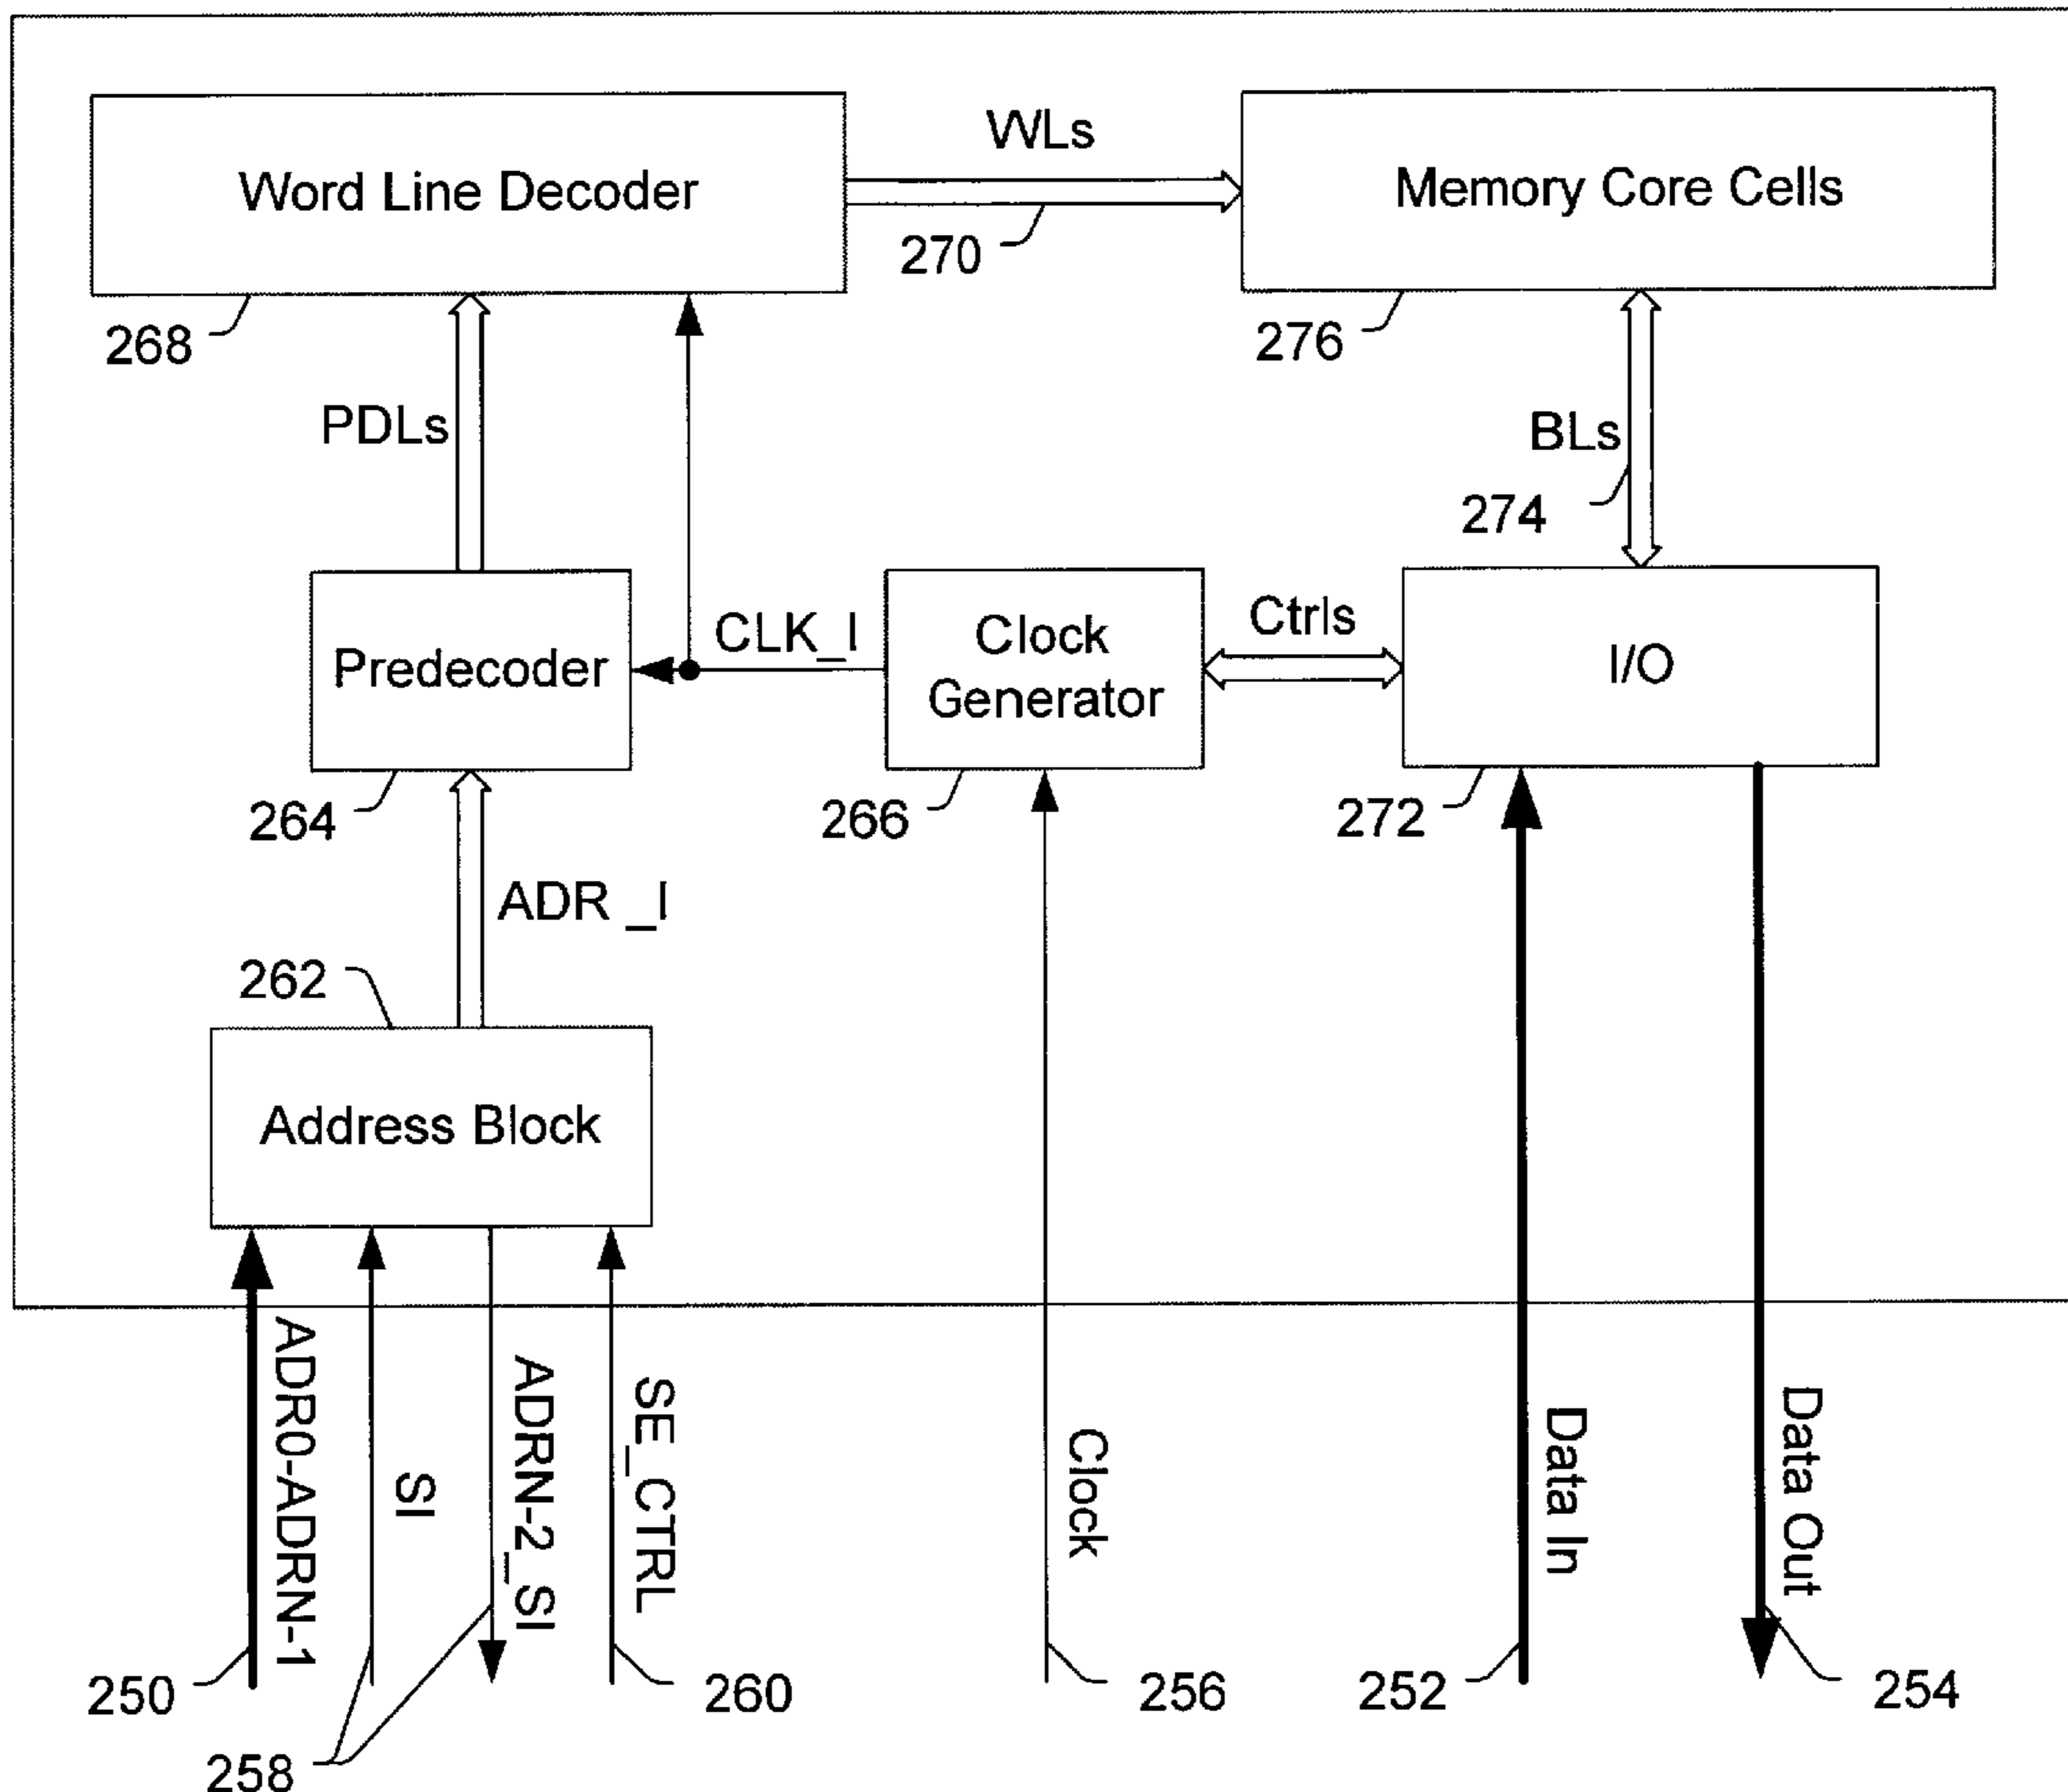 WLs
Word Line Decoder
Memory Core Cells
270
268
276
PDLs
BLs
274
CLK_I
Clock
Generator
Ctrls
Predecoder
I/O
264
266
272
ADR _I
262
Address Block
ADR0-ADRN-1
SI
ADRN-2_SI
SE_CTRL
Clock
Data In
Data Out
250
258
260
256
252
254